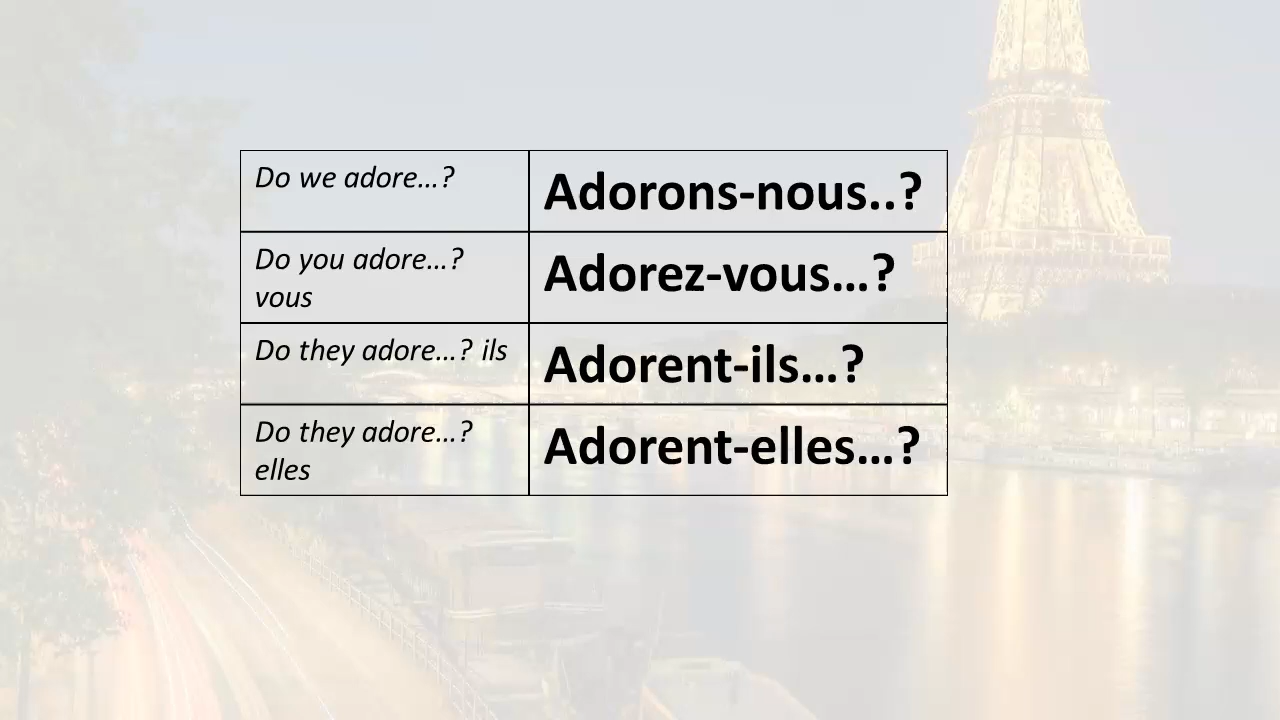 Do we adore…?
Adorons-nous..?
Do you adore…?
vous
Adorez-vous…?
Do they adore…? ils
Adorent-ils…?
Do they adore…?
elles
Adorent-elles…?